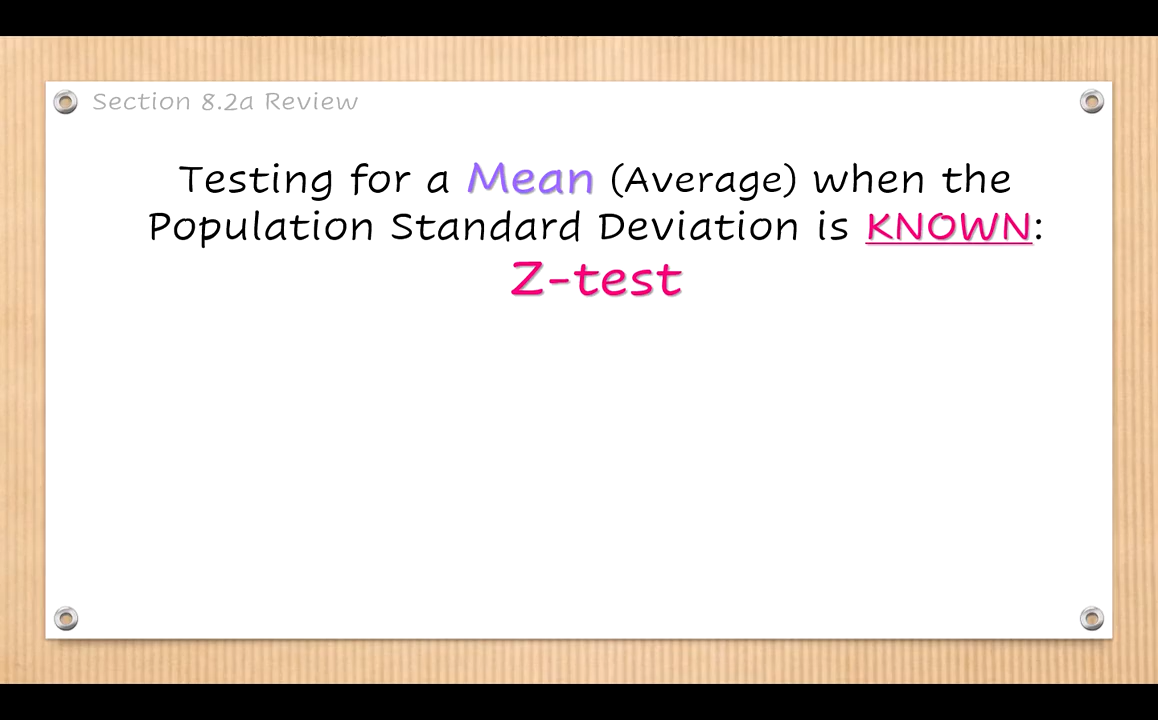 Section 8.2a Review
Testing for a Mean (Average) when the
Population Standard Deviation is KNOWN:
Z-test